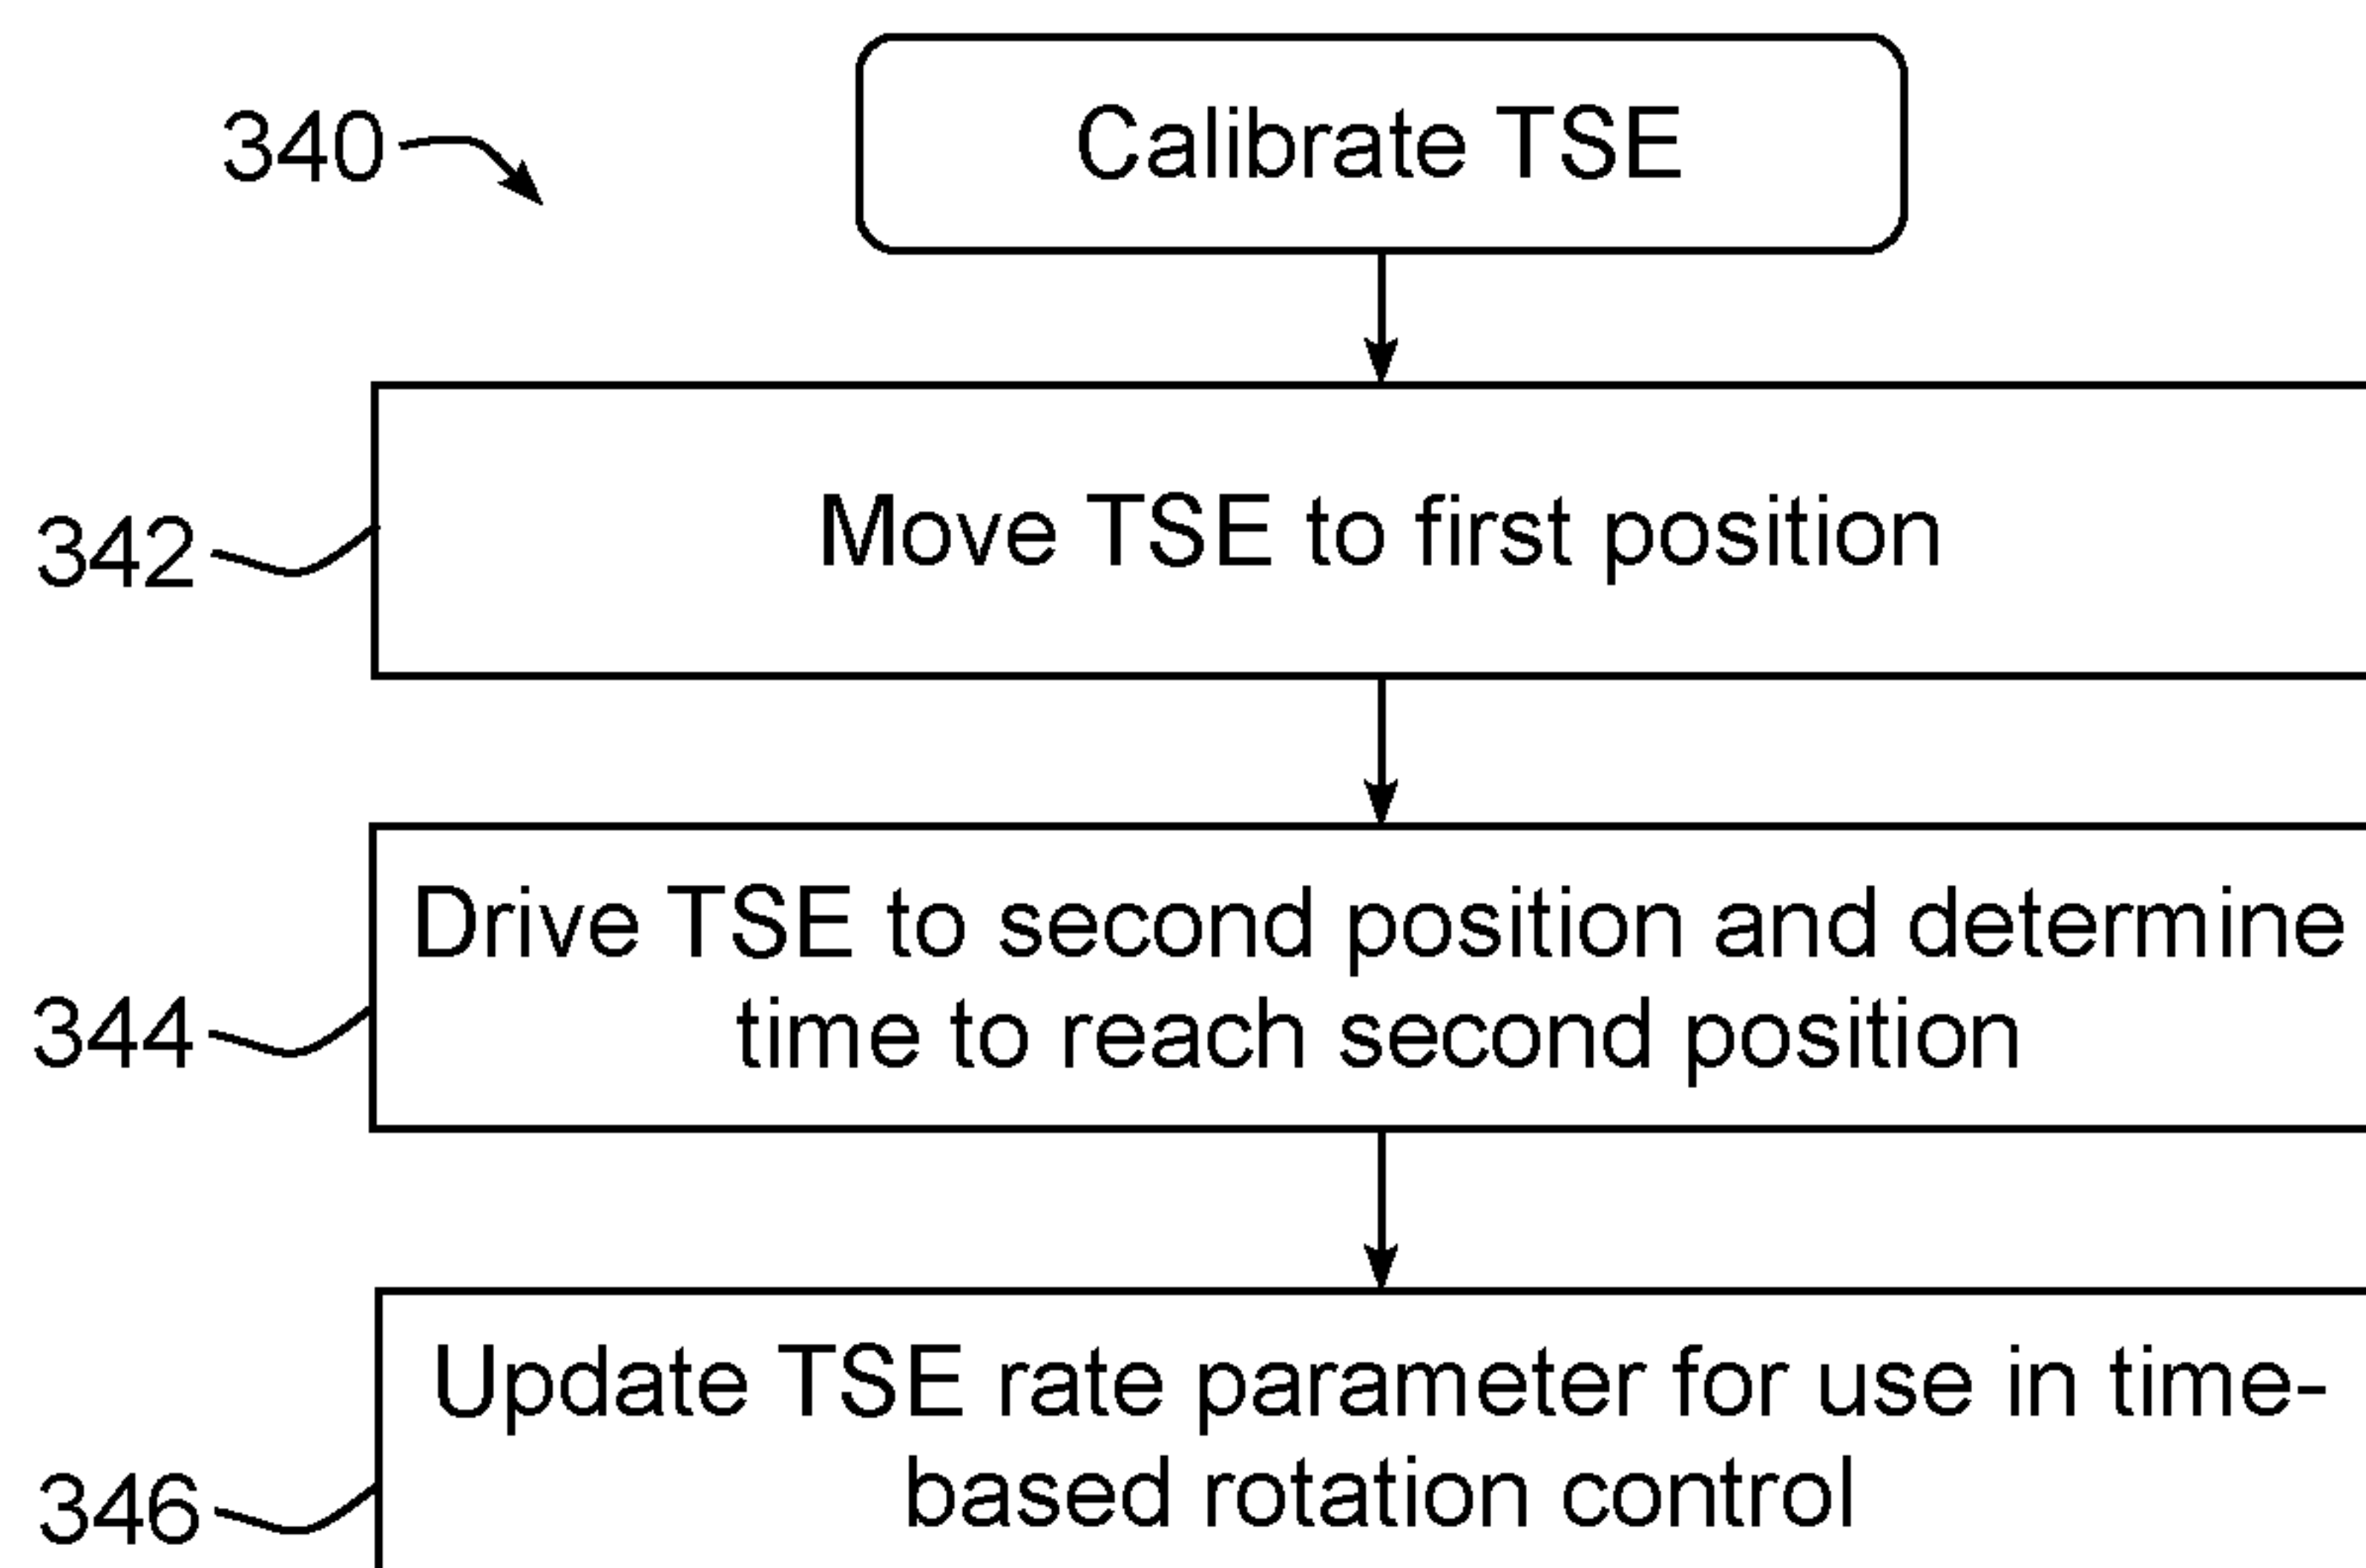 340
Calibrate TSE
342
Move TSE to first position
344
Drive TSE to second position and determine
time to reach second position
346
Update TSE rate parameter for use in time-
based rotation control